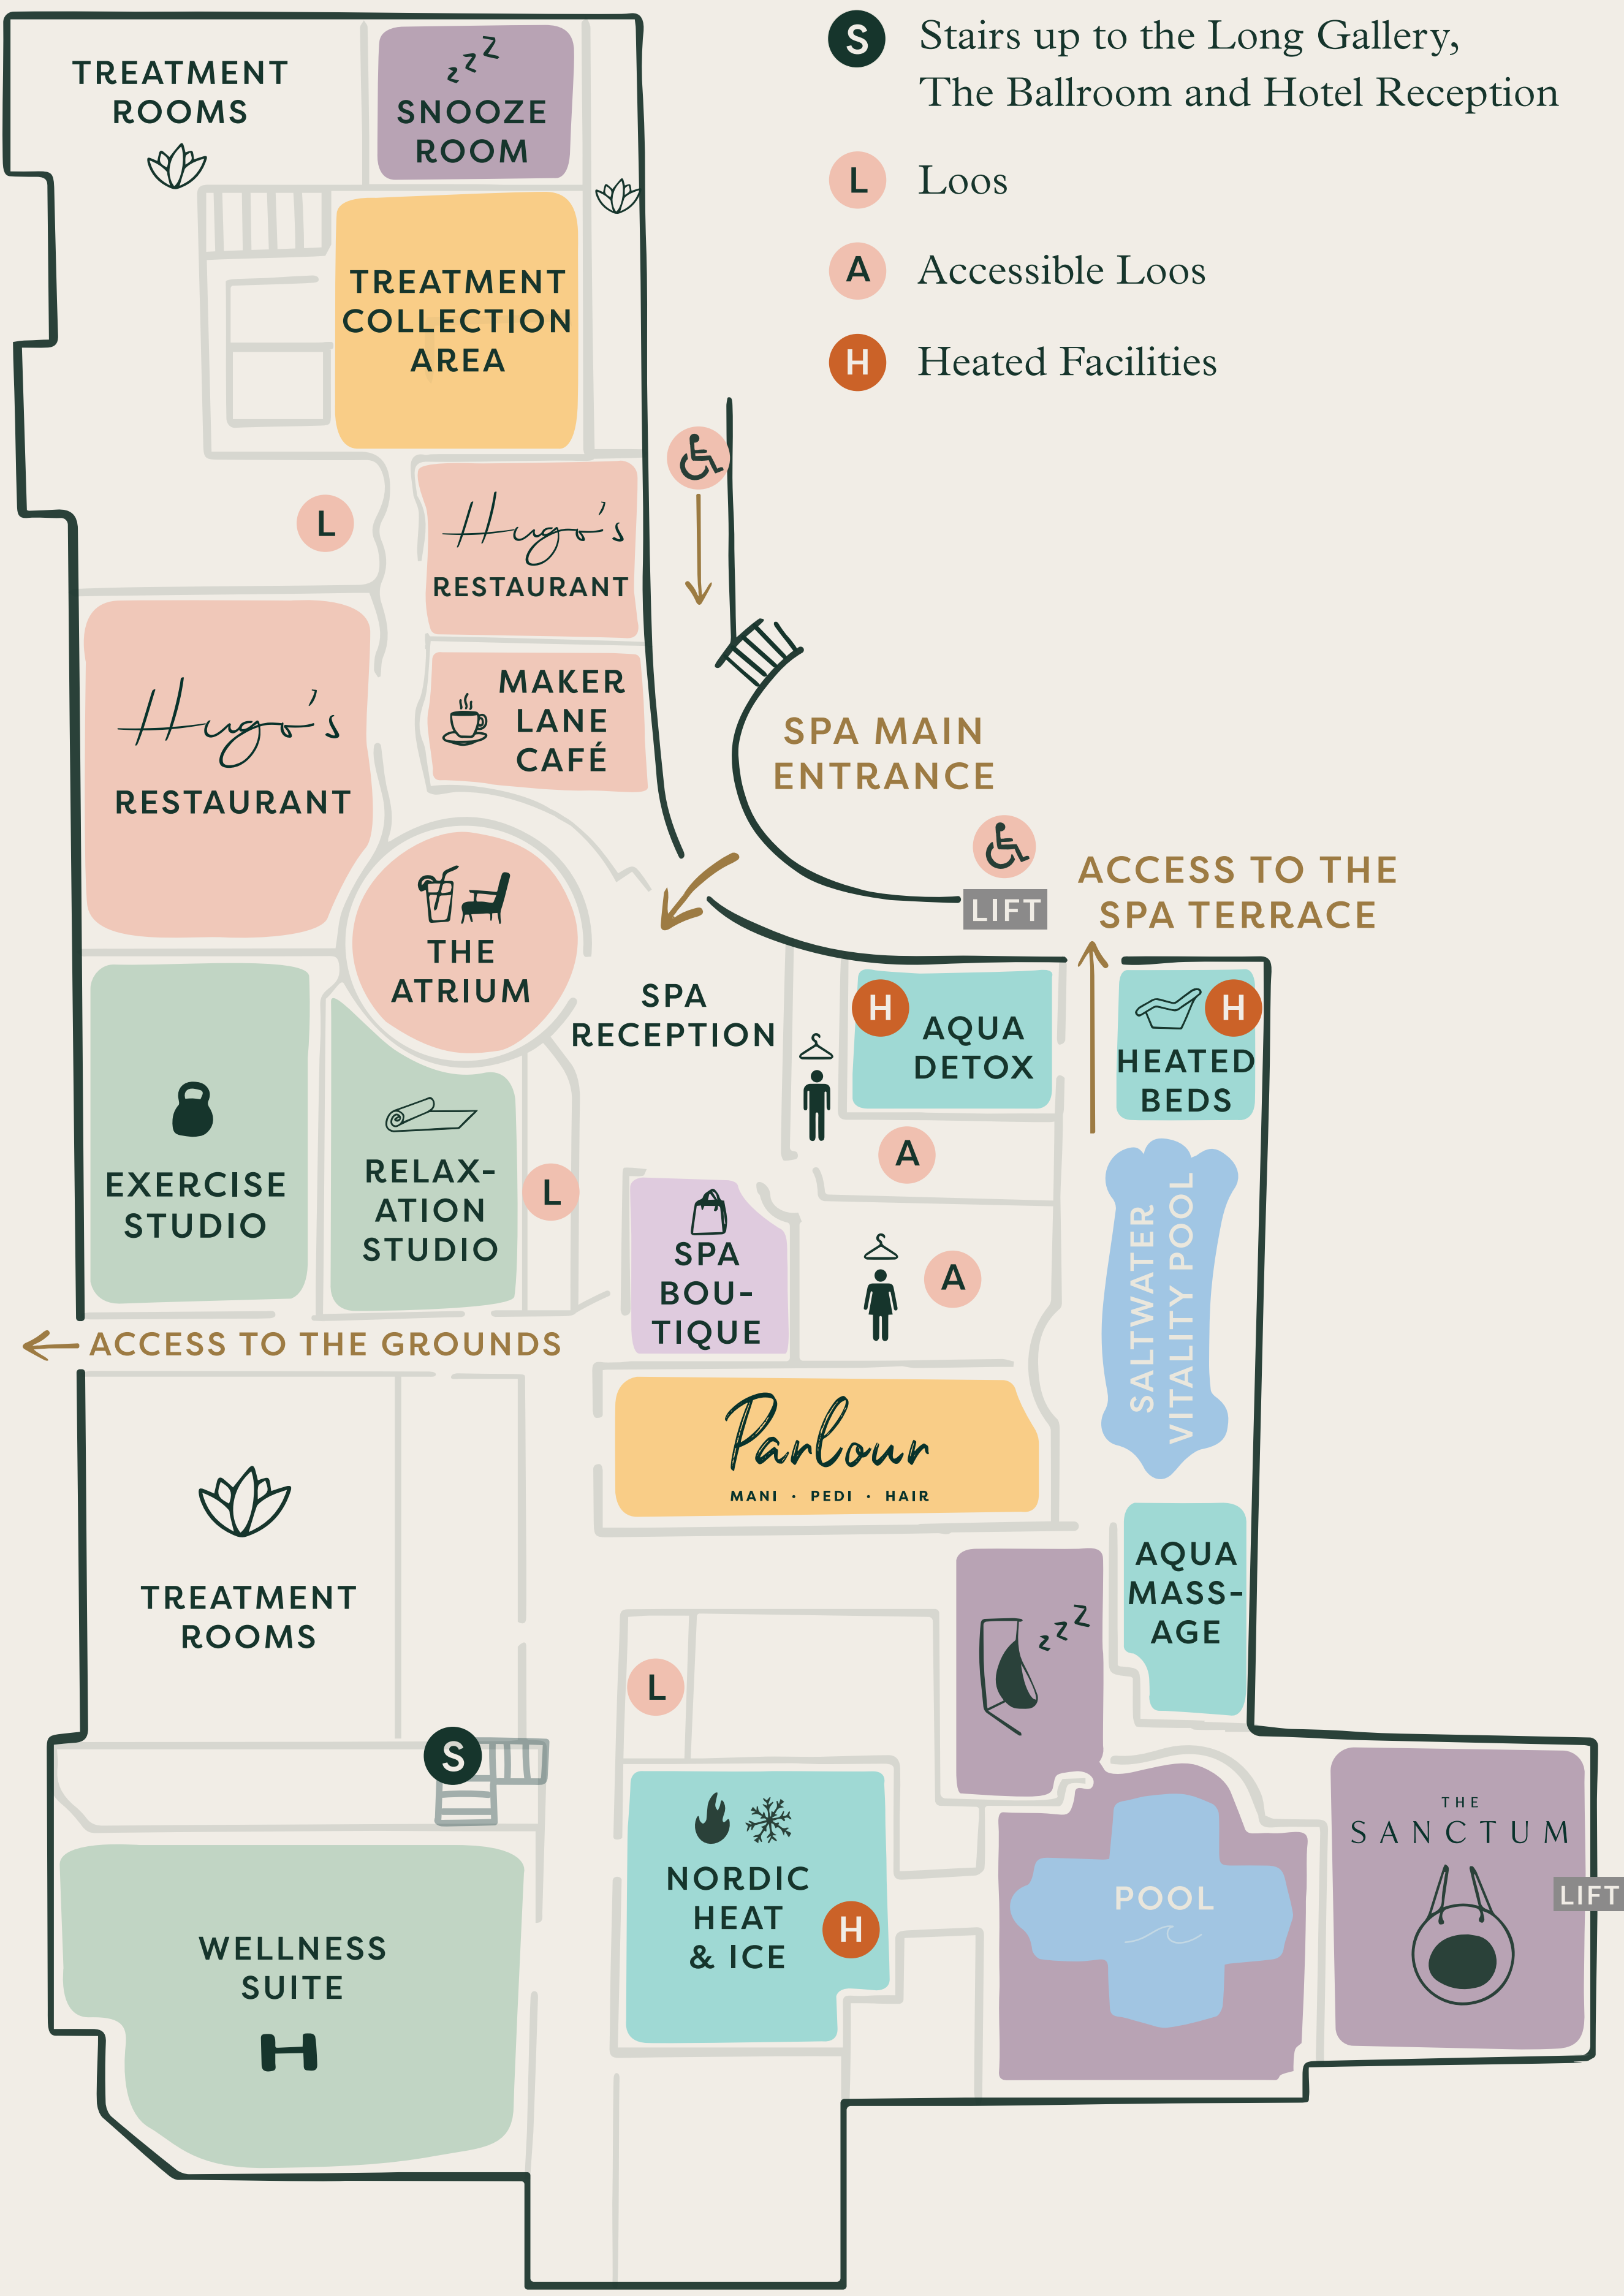 S Stairs up to the Long Gallery,
The Ballroom and Hotel Reception
L Loos
A Accessible Loos
H Heated Facilities
TREATMENT
ROOMS
z z z
SNOOZE
ROOM
TREATMENT
COLLECTION
AREA
L
Hugo's
RESTAURANT
Hugo's
RESTAURANT
MAKER
LANE
CAFÉ
SPA MAIN
ENTRANCE
LIFT
ACCESS TO THE
SPA TERRACE
THE
ATRIUM
SPA
RECEPTION
H
AQUA
DETOX
H
HEATED
BEDS
A
EXERCISE
STUDIO
RELAX-
ATION
STUDIO
L
SPA
BOU-
TIQUE
A
SALTWATER
VITALITY POOL
ACCESS TO THE GROUNDS
Parlour
MANI · PEDI · HAIR
TREATMENT
ROOMS
z z z
AQUA
MASS-
AGE
L
S
NORDIC
HEAT
& ICE
H
POOL
THE
SANCTUM
LIFT
WELLNESS
SUITE